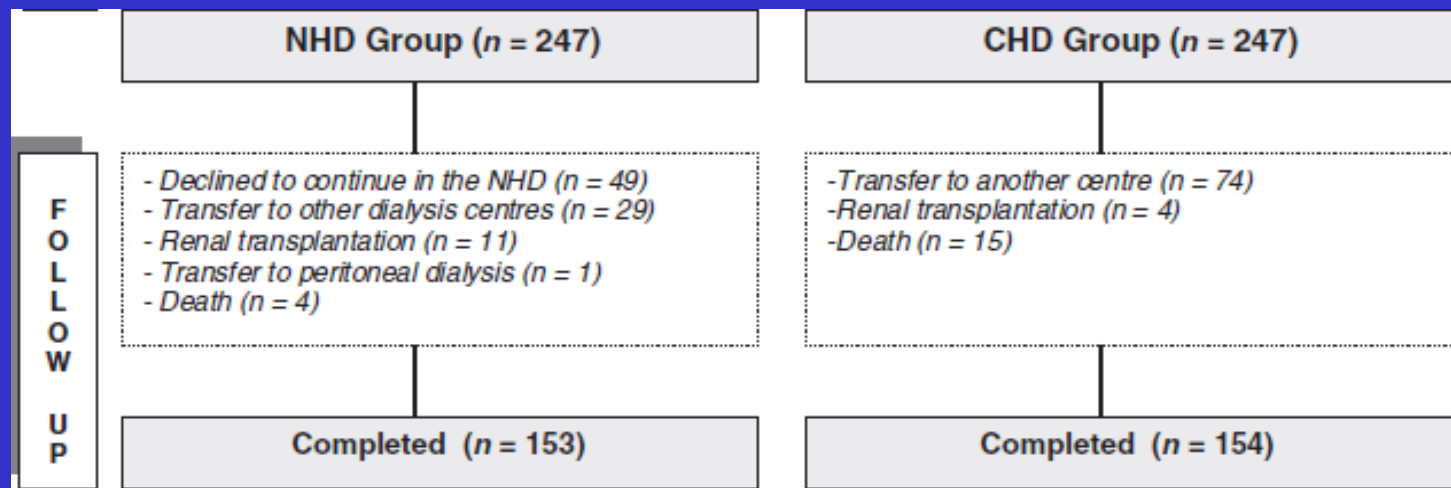 NHD Group (n = 247)
CHD Group (n = 247)
FOLLOW UP
- Declined to continue in the NHD (n = 49)
- Transfer to other dialysis centres (n = 29)
- Renal transplantation (n = 11)
- Transfer to peritoneal dialysis (n = 1)
- Death (n = 4)
-Transfer to another centre (n = 74)
-Renal transplantation (n = 4)
-Death (n = 15)
Completed (n = 153)
Completed (n = 154)